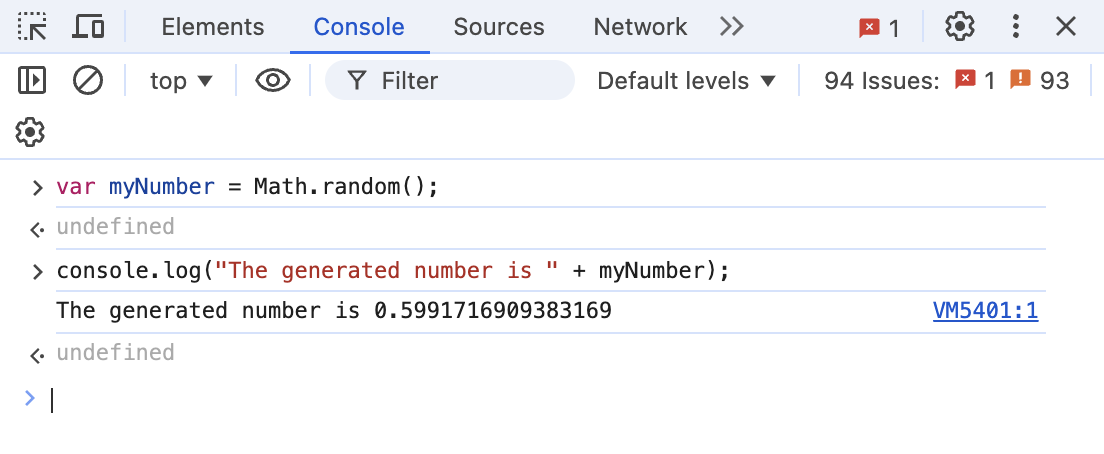 Elements Console Sources Network 1
top Filter Default levels 94 Issues: 1 93
var myNumber = Math.random();
undefined
console.log("The generated number is " + myNumber);
The generated number is 0.5991716909383169 VM5401:1
undefined